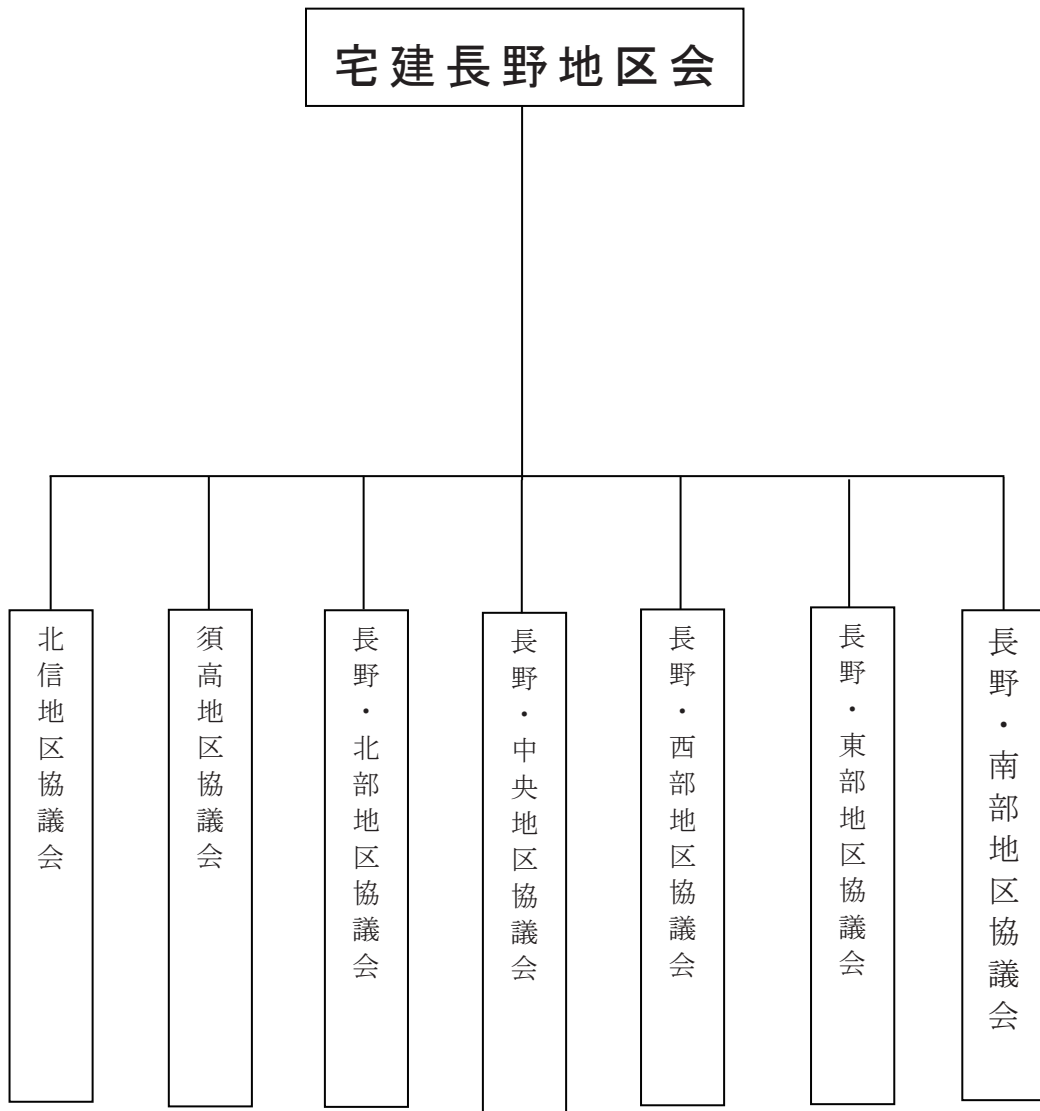 宅建長野地区会
北信地区協議会
須高地区協議会
長野・北部地区協議会
長野・中央地区協議会
長野・西部地区協議会
長野・東部地区協議会
長野・南部地区協議会